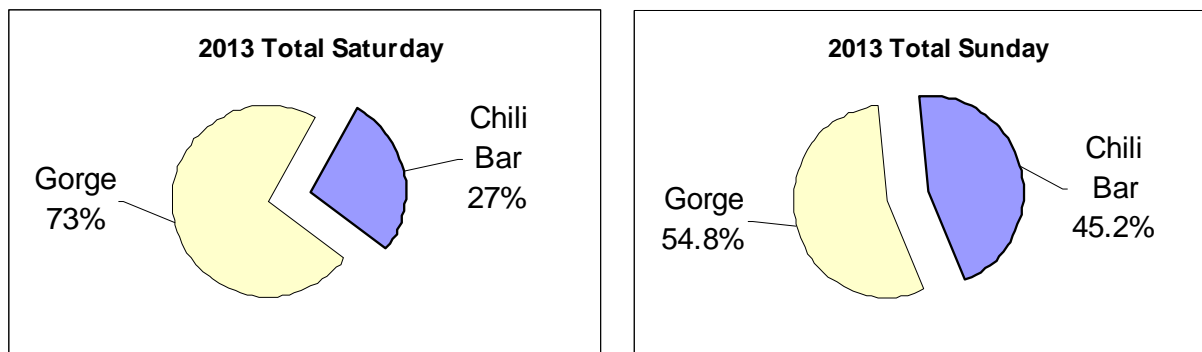 2013 Total Saturday
Gorge
73%
Chili
Bar
27%
2013 Total Sunday
Gorge
54.8%
Chili
Bar
45.2%